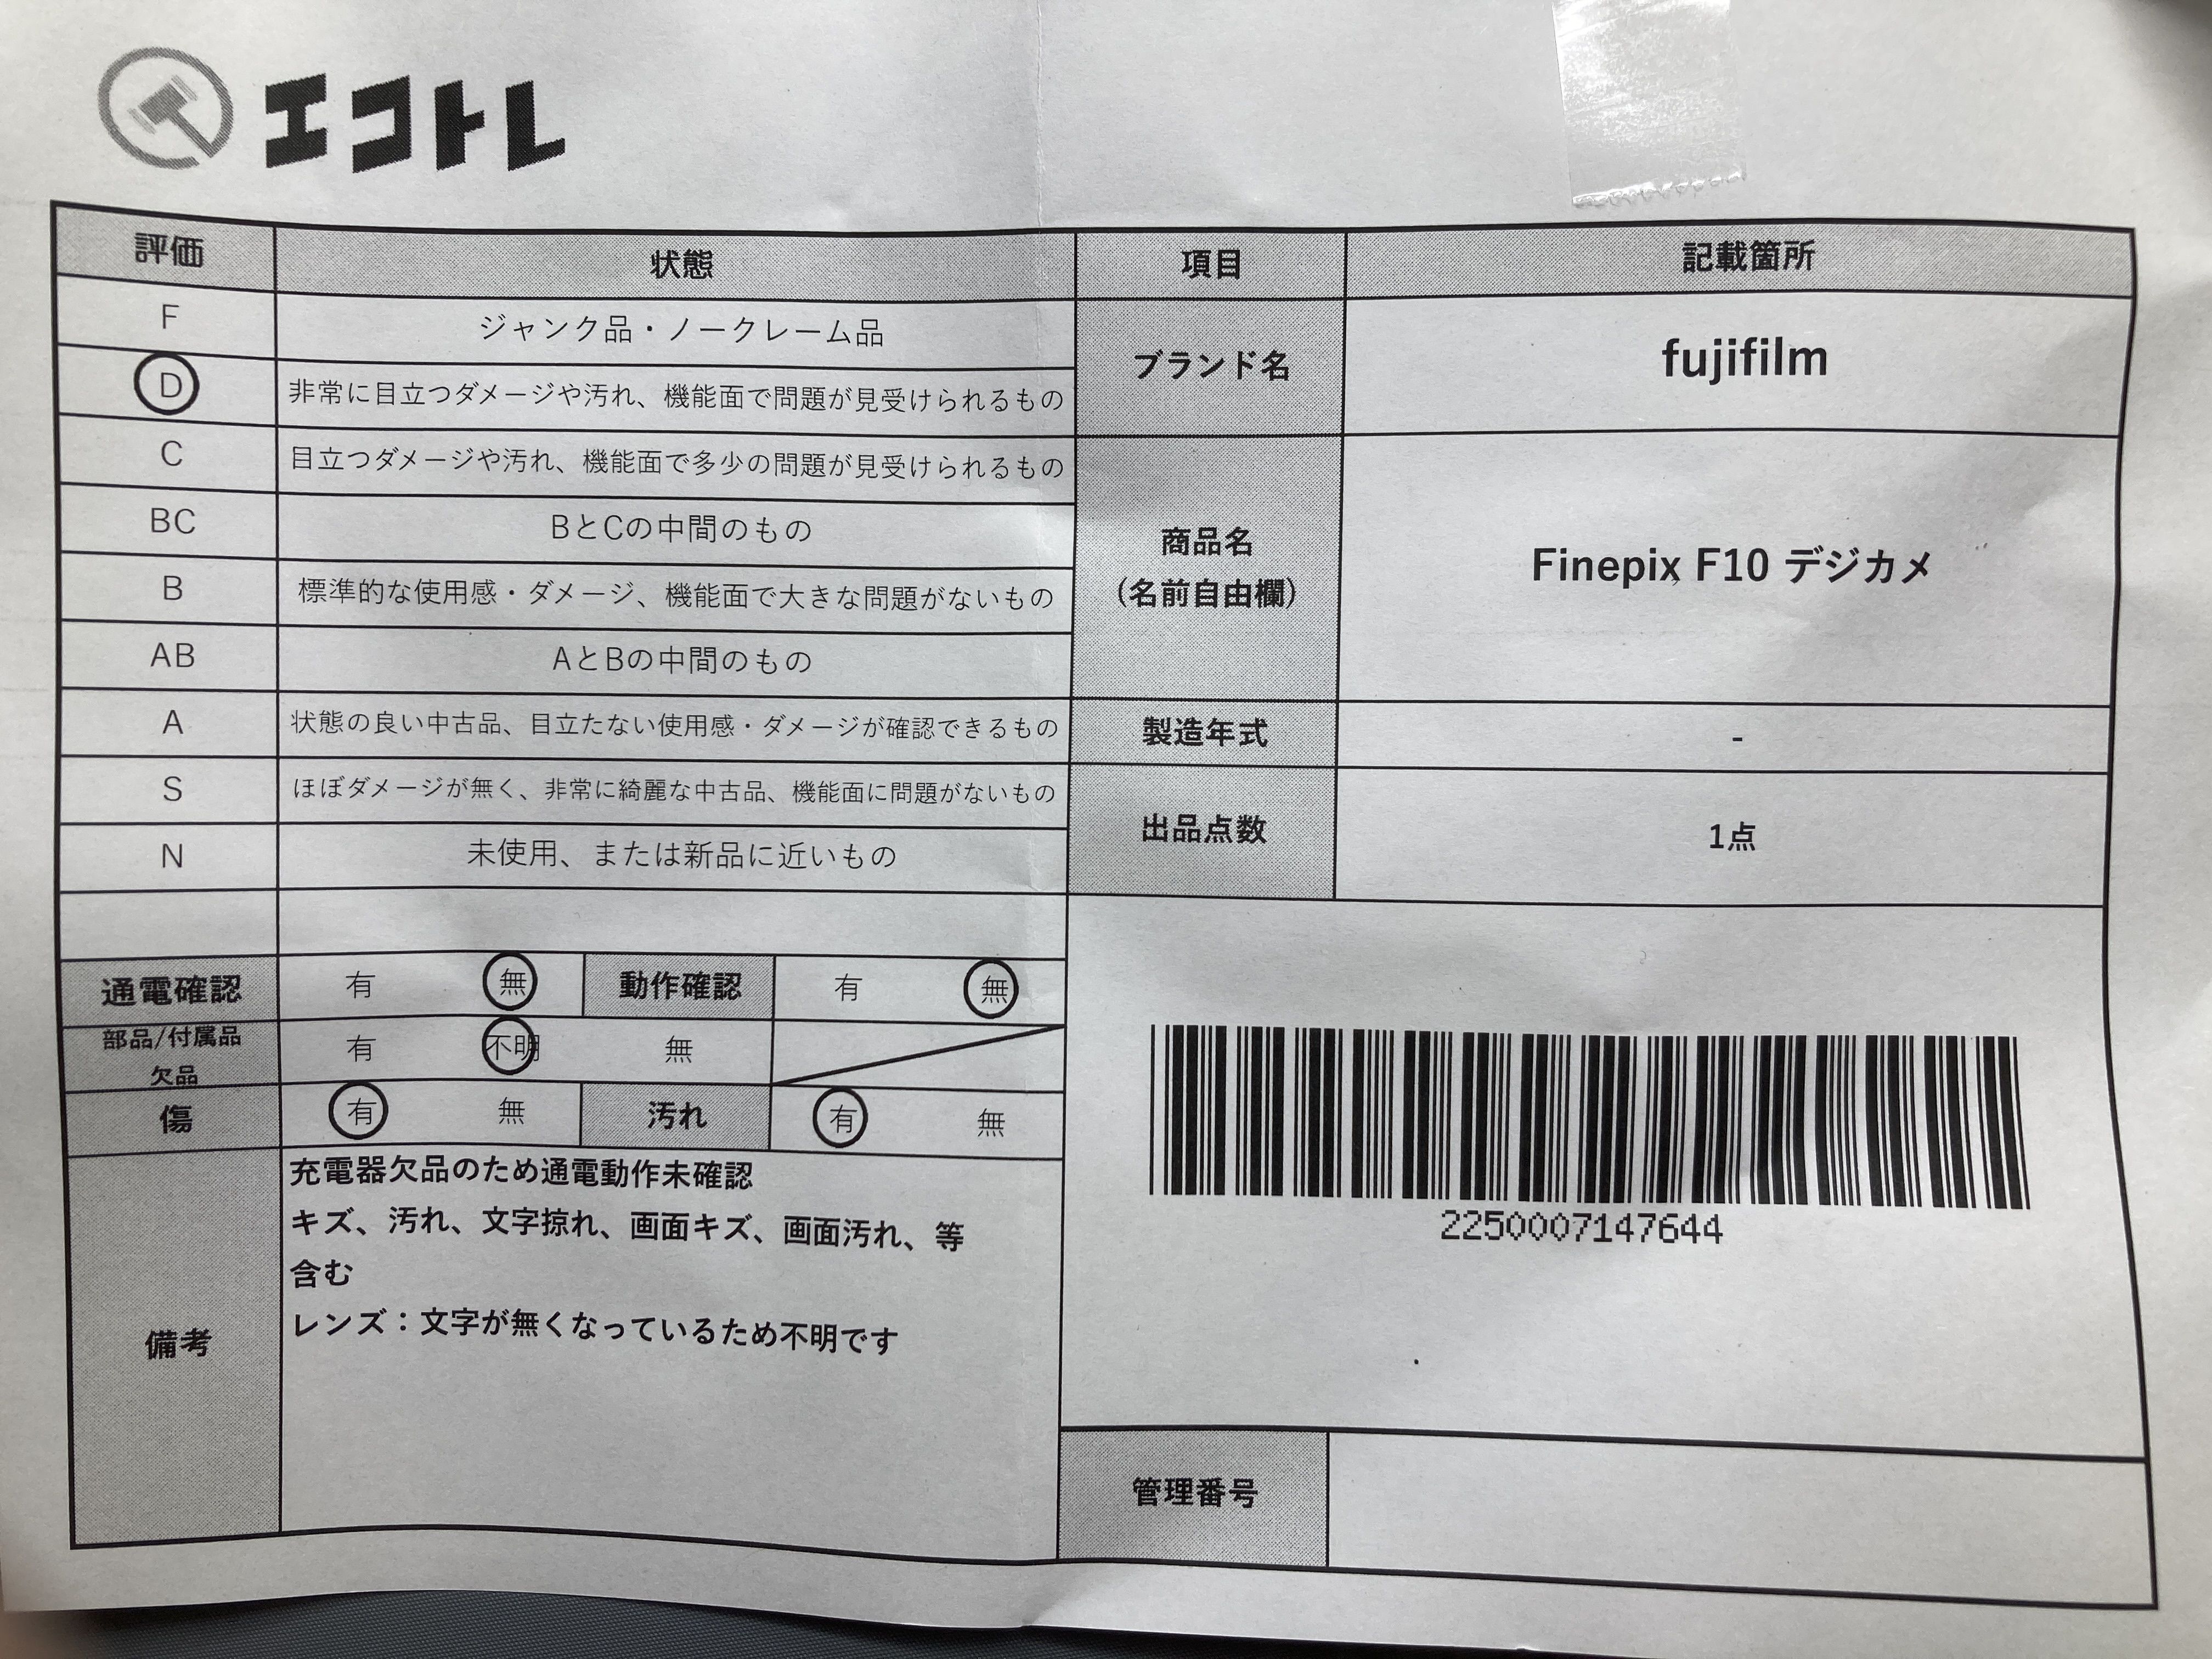 エコトレ
評価 状態
F ジャンク品・ノークレーム品
D 非常に目立つダメージや汚れ、機能面で問題が見受けられるもの
C 目立つダメージや汚れ、機能面で多少の問題が見受けられるもの
BC BとCの中間のもの
B 標準的な使用感・ダメージ、機能面で大きな問題がないもの
AB AとBの中間のもの
A 状態の良い中古品、目立たない使用感・ダメージが確認できるもの
S ほぼダメージが無く、非常に綺麗な中古品、機能面に問題がないもの
N 未使用、または新品に近いもの
通電確認 有 無 動作確認 有 無
部品/付属品
欠品
有 不明 無
傷 有 無 汚れ 有 無
備考
充電器欠品のため通電動作未確認
キズ、汚れ、文字掠れ、画面キズ、画面汚れ、等
含む
レンズ：文字が無くなっているため不明です
項目 記載箇所
ブランド名 fujifilm
商品名
（名前自由欄）
Finepix F10 デジカメ
製造年式 -
出品点数 1点
2250007147644
管理番号